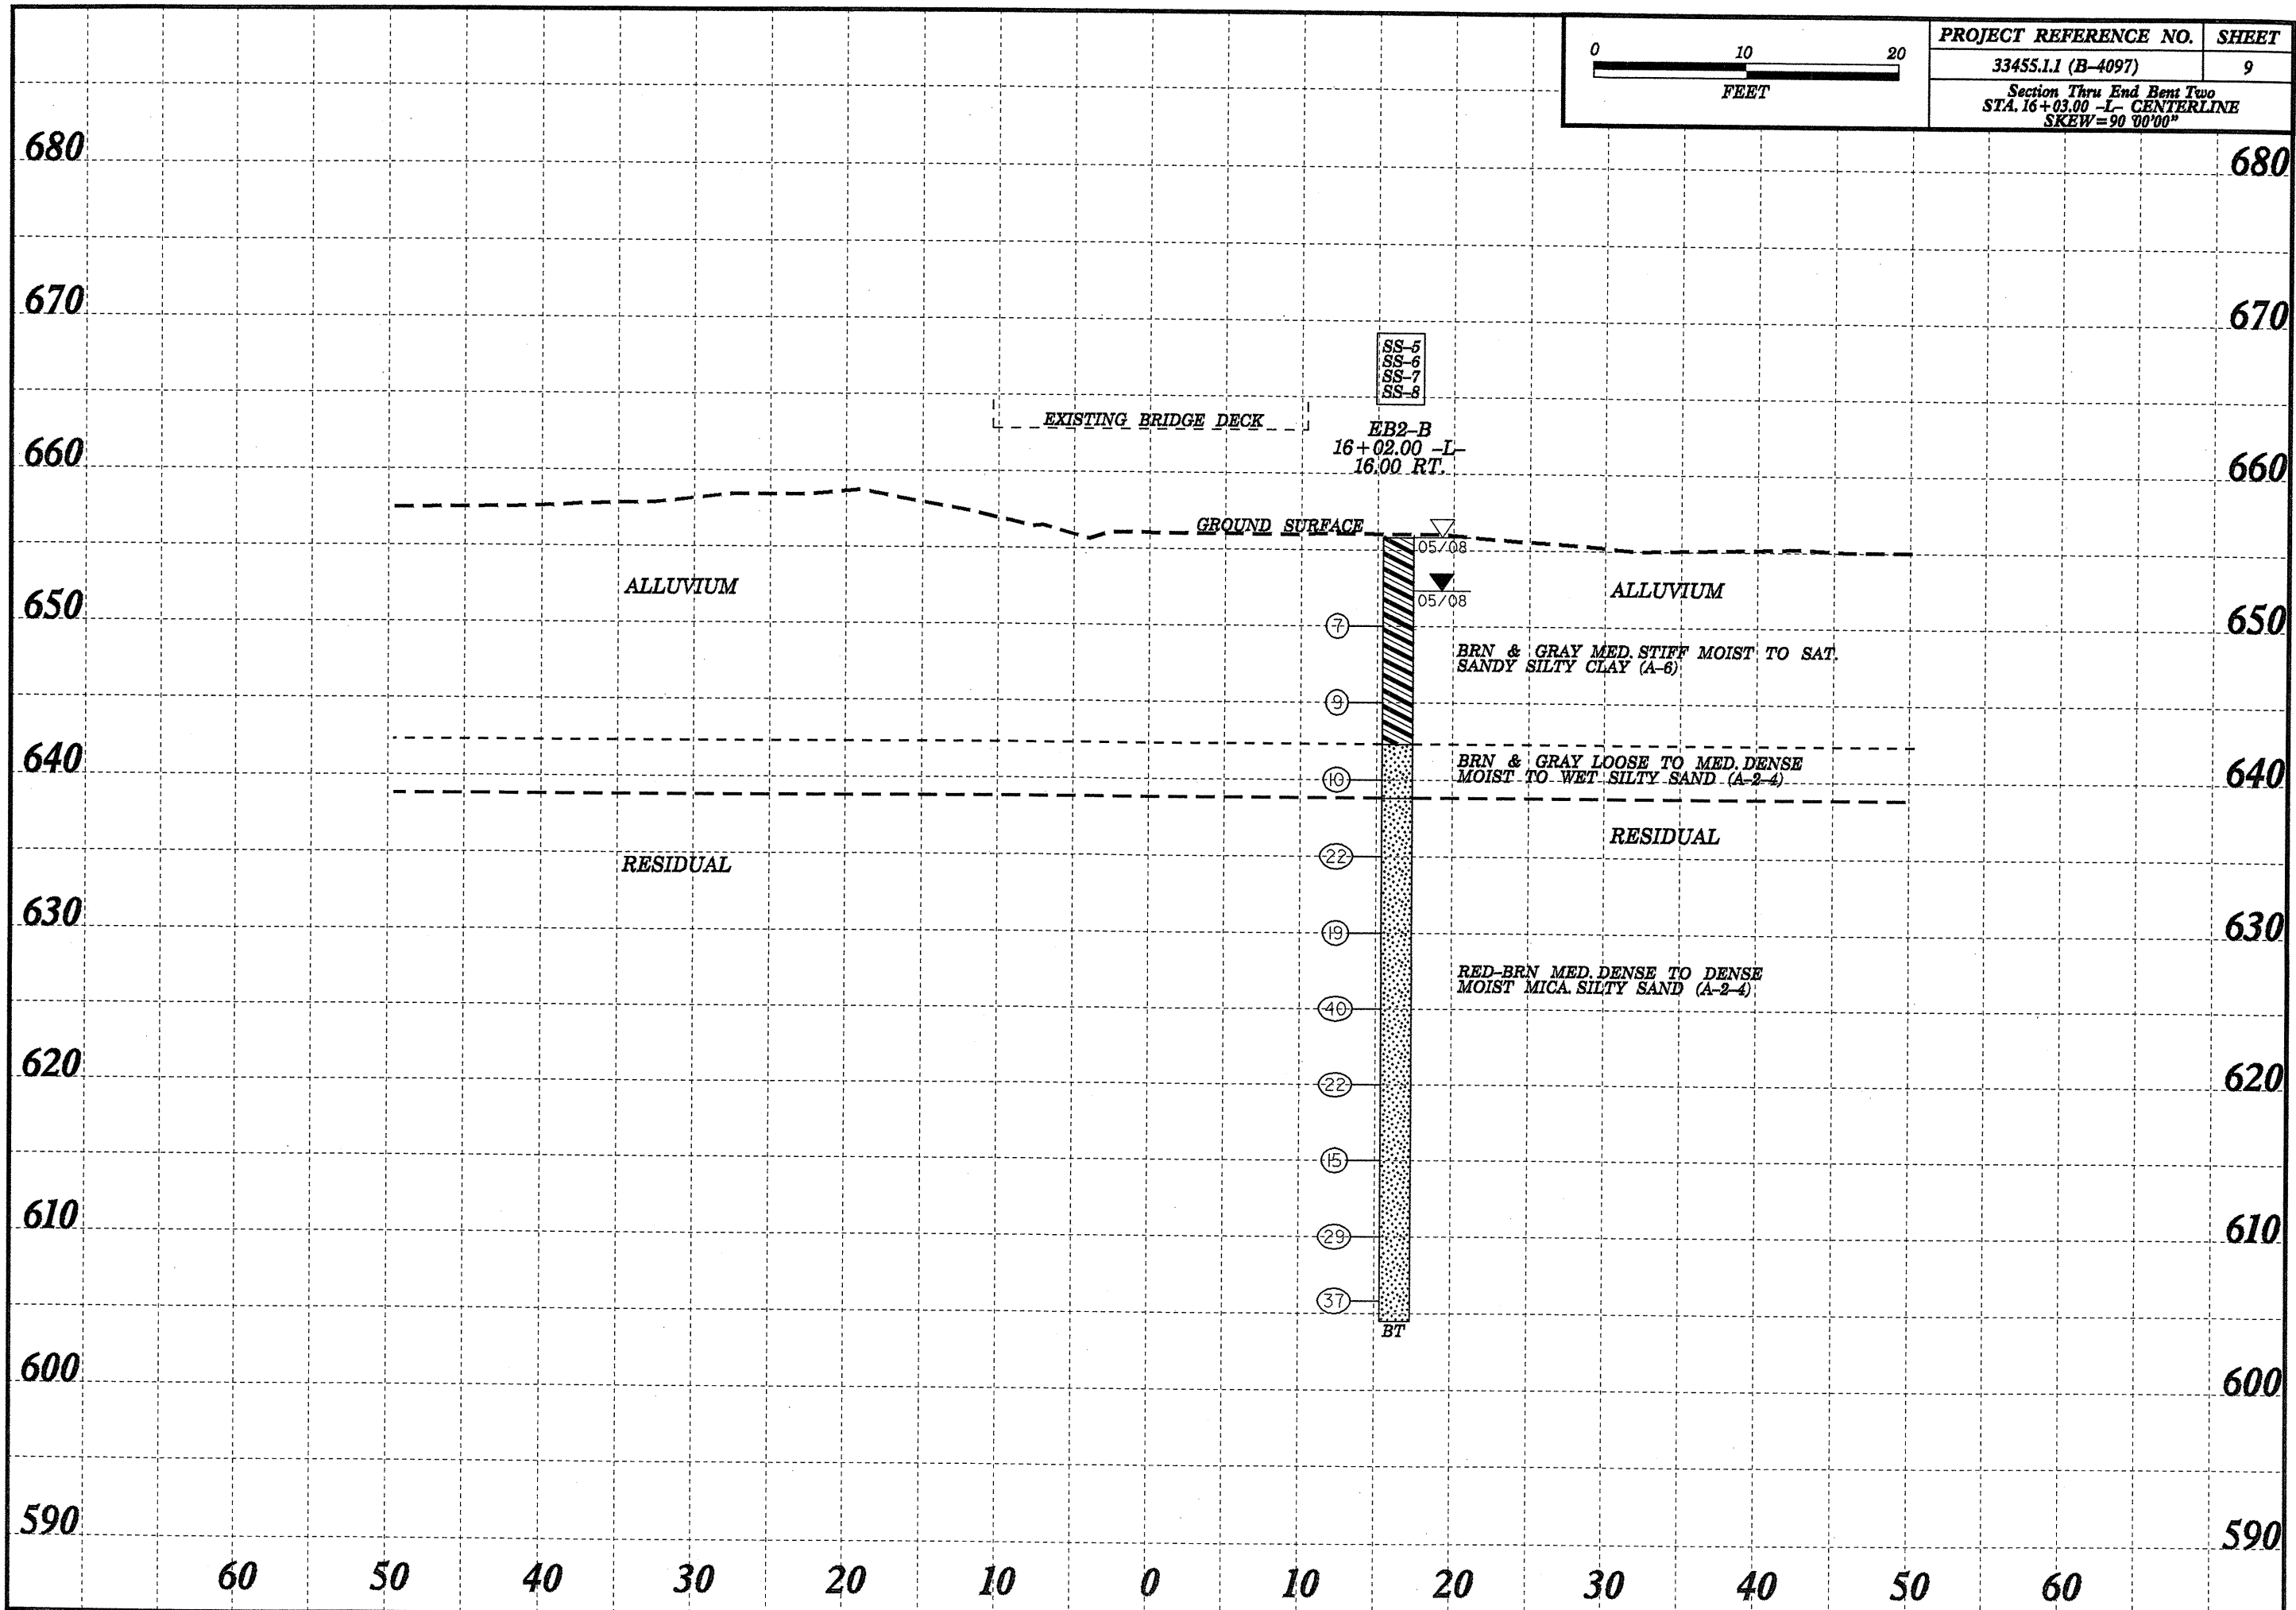 0 10 20
FEET
PROJECT REFERENCE NO. SHEET
33455.1.1 (B-4097) 9
Section Thru End Bent Two
STA. 16+03.00 -L- CENTERLINE
SKEW=90 00'00"
680 680
670 670
SS-5
SS-6
SS-7
SS-8
EXISTING BRIDGE DECK
EB2-B
16+02.00 -L-
16.00 RT.
660 660
GROUND SURFACE
05/08
ALLUVIUM ALLUVIUM
05/08
650 650
7
BRN & GRAY MED. STIFF MOIST TO SAT.
SANDY SILTY CLAY (A-6)
9
BRN & GRAY LOOSE TO MED. DENSE
MOIST TO WET SILTY SAND (A-2-4)
640 640
10
RESIDUAL RESIDUAL
22
630 630
19
RED-BRN MED. DENSE TO DENSE
MOIST MICA. SILTY SAND (A-2-4)
40
620 620
22
15
610 610
29
37
BT
600 600
590 590
60 50 40 30 20 10 0 10 20 30 40 50 60